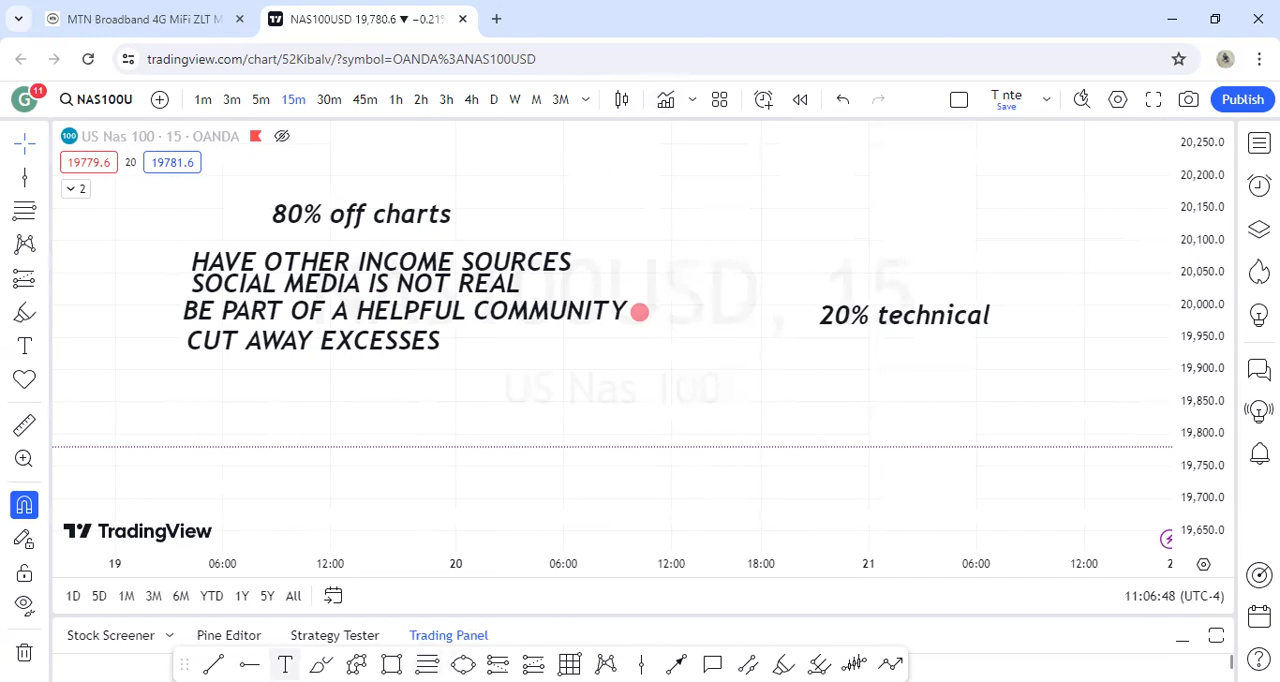 MTN Broadband 4G MiFi ZLT M
NAS100USD 19,780.6 ▼ −0.21%
tradingview.com/chart/52Kibalv/?symbol=OANDA%3ANAS100USD
G 11 NAS100U 1m 3m 5m 15m 30m 45m 1h 2h 3h 4h D W M 3M T nte Save Publish
100 US Nas 100 · 15 · OANDA
19779.6 20 19781.6
2
80% off charts
HAVE OTHER INCOME SOURCES
SOCIAL MEDIA IS NOT REAL
BE PART OF A HELPFUL COMMUNITY
CUT AWAY EXCESSES
20% technical
US Nas 100
20,250.0
20,200.0
20,150.0
20,100.0
20,050.0
20,000.0
19,950.0
19,900.0
19,850.0
19,800.0
19,750.0
19,700.0
19,650.0
TradingView
19 06:00 12:00 20 06:00 12:00 18:00 21 06:00 12:00 2
1D 5D 1M 3M 6M YTD 1Y 5Y All 11:06:48 (UTC-4)
Stock Screener Pine Editor Strategy Tester Trading Panel